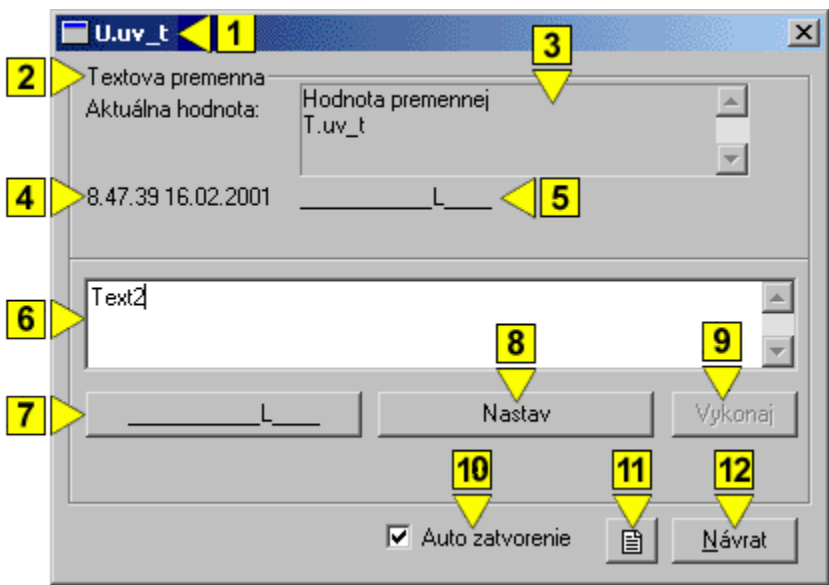 U.uv_t 1
3
2 Textova premenna
Aktuálna hodnota: Hodnota premennej
T.uv_t
4 8.47.39 16.02.2001 ___________L____ 5
6 Text2
8 9
7 ___________L____ Nastav Vykonaj
10 11 12
Auto zatvorenie Návrat